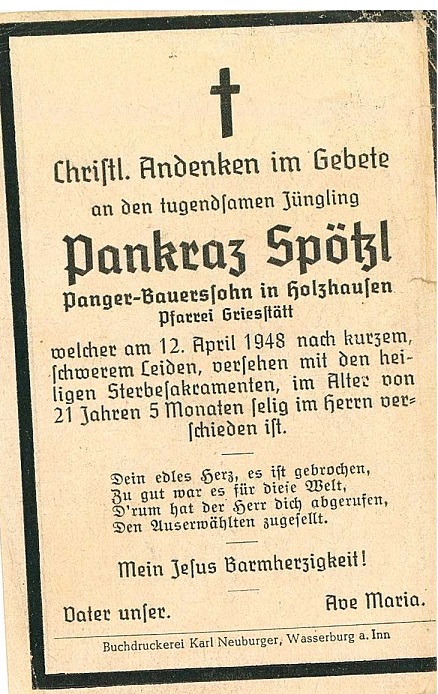 Christl. Andenken im Gebete
an den tugendsamen Jüngling
Pankraz Spötzl
Panger-Bauerssohn in Holzhausen
Pfarrei Griesstätt
welcher am 12. April 1948 nach kurzem,
schwerem Leiden, versehen mit den hei-
ligen Sterbesakramenten, im Alter von
21 Jahren 5 Monaten selig im Herrn ver-
schieden ist.
Dein edles Herz, es ist gebrochen,
Zu gut war es für dieie Welt,
D'rum hat der Herr dich abgerufen,
Den Auserwählten zugesellt.
Mein Jesus Barmherzigkeit!
Vater unser. Ave Maria.
Buchdruckerei Karl Neuburger, Wasserburg a. Inn